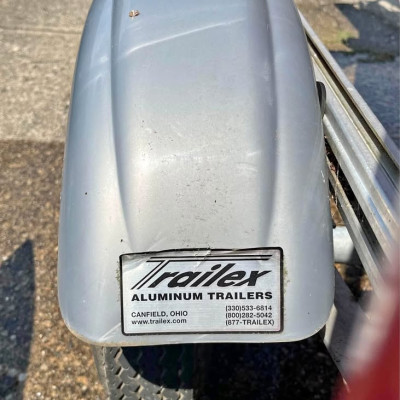 Trailex
ALUMINUM TRAILERS
(330)533-6814
CANFIELD, OHIO (800)282-5042
www.trailex.com (877-TRAILEX)